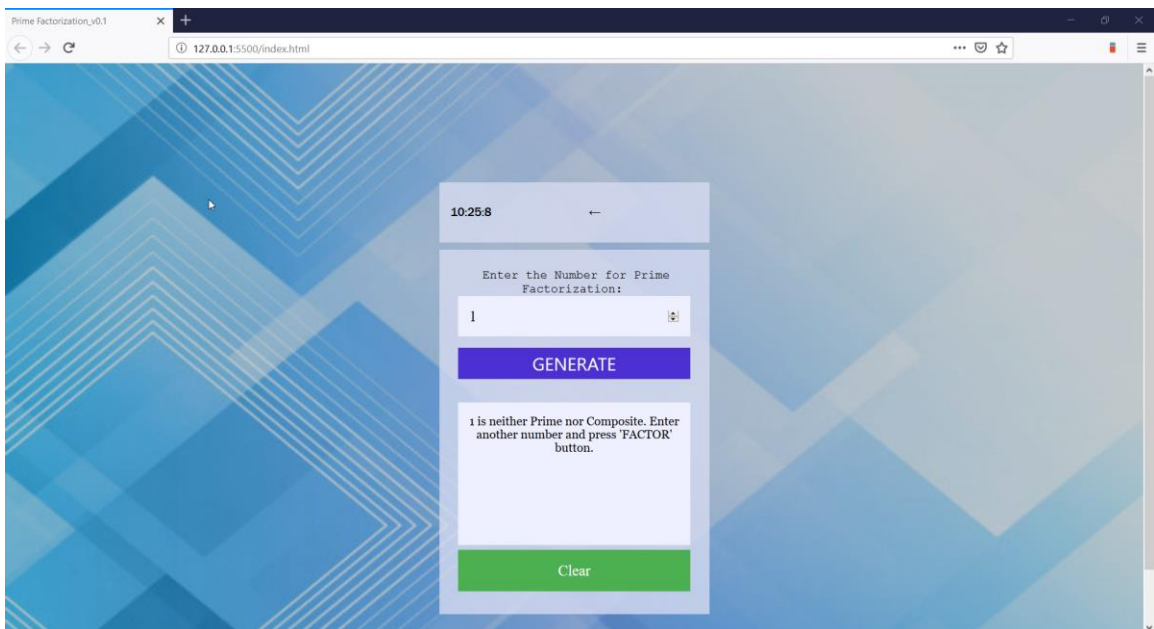 Prime Factorization_v0.1
127.0.0.1:5500/index.html
10:25:8 ←
Enter the Number for Prime
Factorization:
1
GENERATE
1 is neither Prime nor Composite. Enter
another number and press 'FACTOR'
button.
Clear